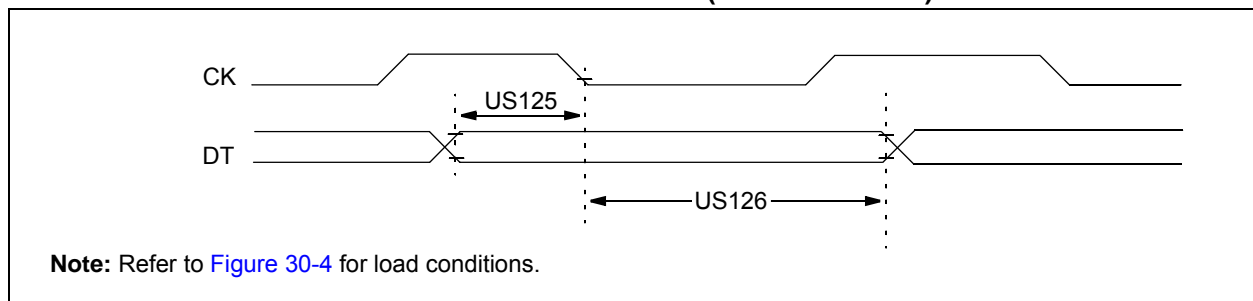 CK
US125
DT
US126
Note: Refer to Figure 30-4 for load conditions.